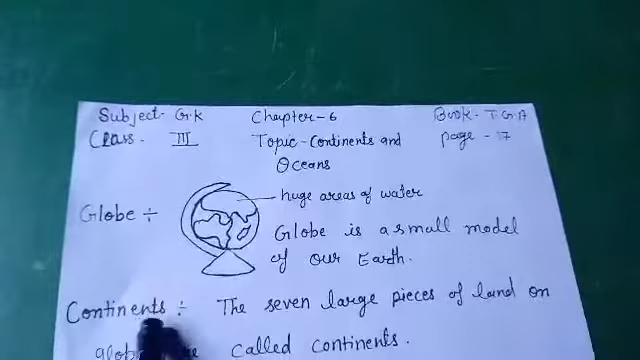 Subject- G.K Chapter-6 Book- T.G.A
Class- III Topic-Continents and page - 17
Oceans
huge areas of water
Globe ÷
Globe is a small model
of our Earth.
Continents ÷ The seven large pieces of land on
called continents.